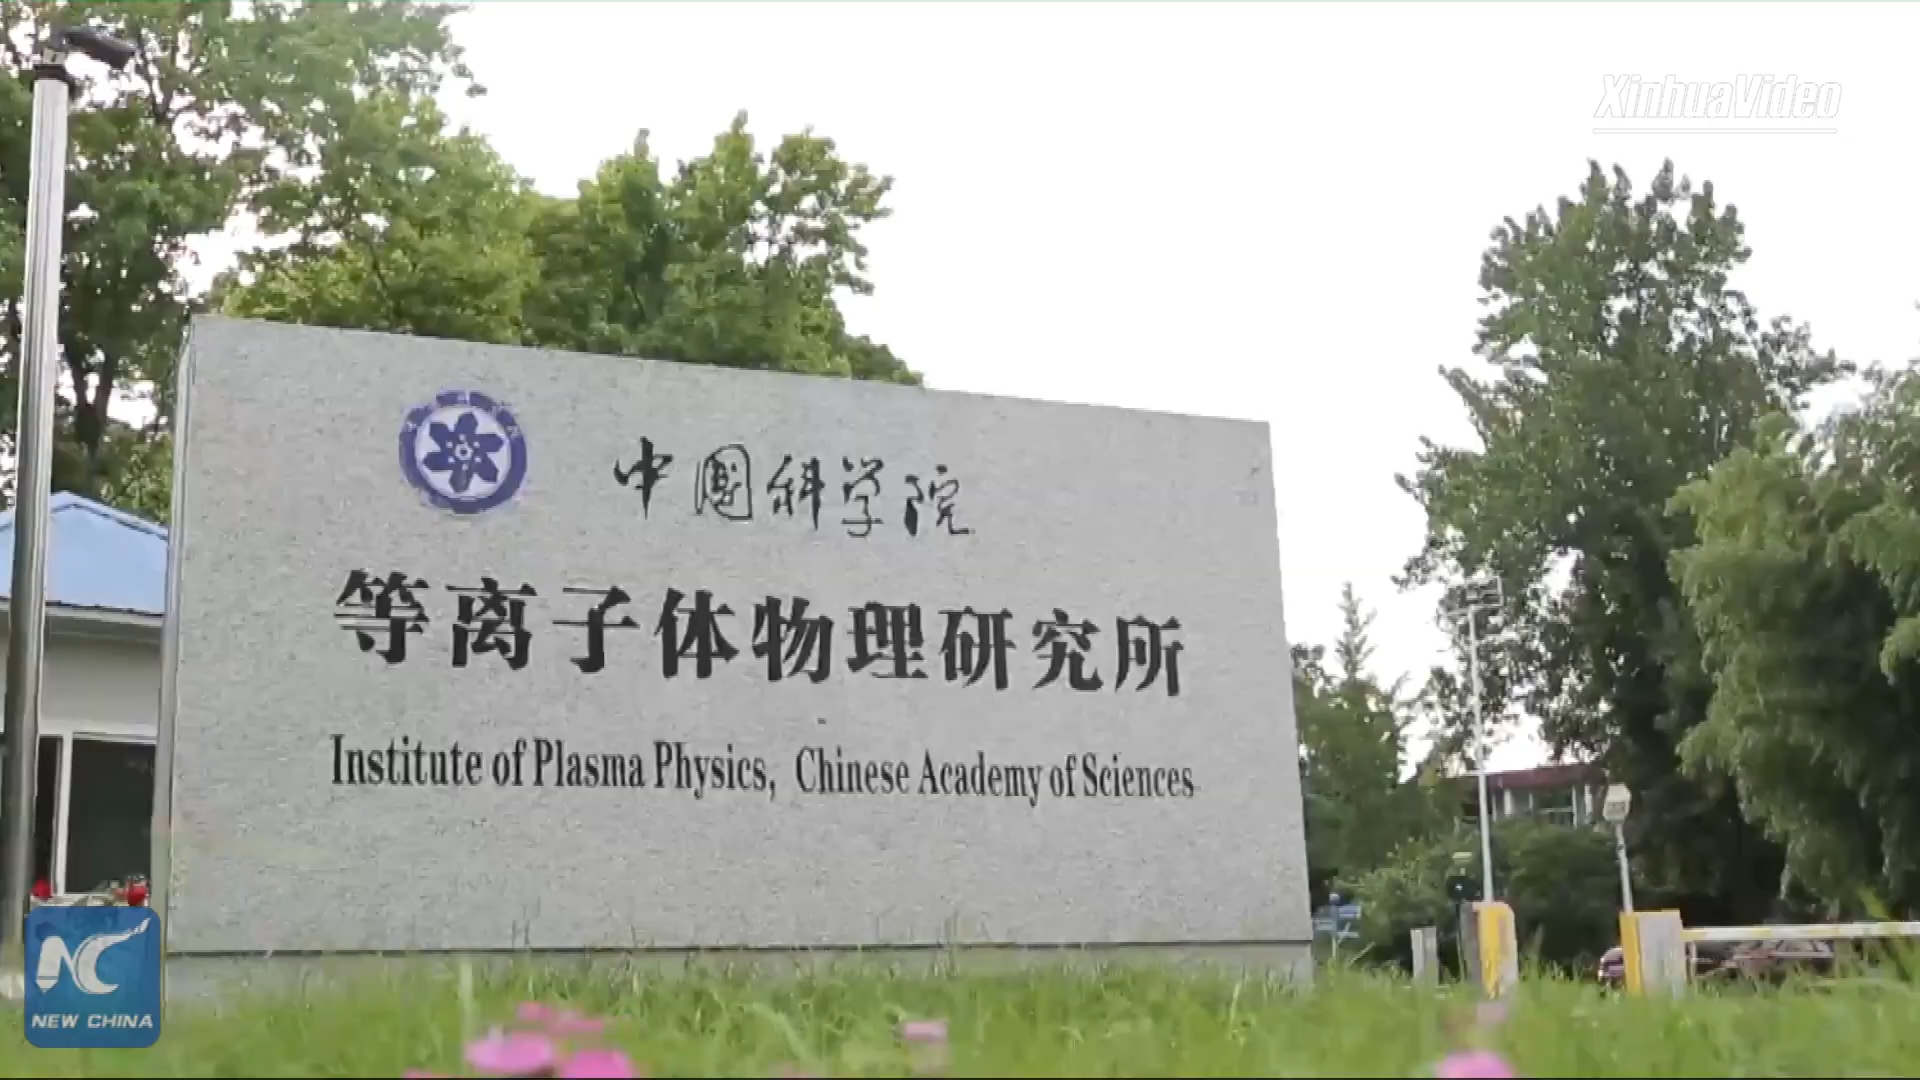 XinhuaVideo
中國科学院
等离子体物理研究所
Institute of Plasma Physics, Chinese Academy of Sciences
NC
NEW CHINA